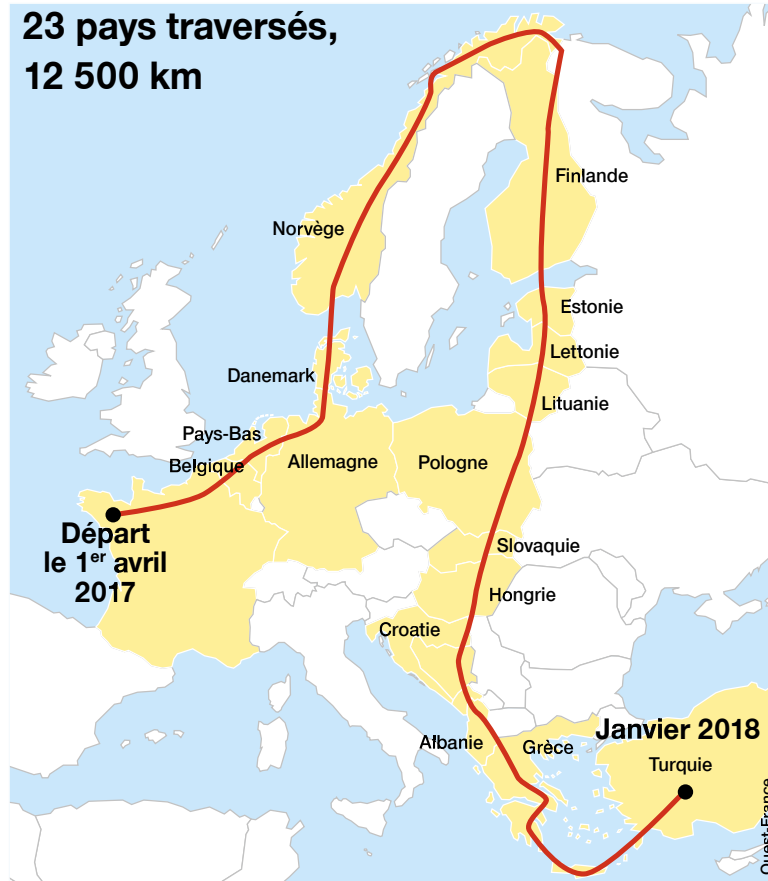 23 pays traversés,
12 500 km
Finlande
Norvège
Estonie
Lettonie
Danemark
Lituanie
Pays-Bas
Belgique
Allemagne
Pologne
Départ
le 1er avril
2017
Slovaquie
Hongrie
Croatie
Albanie
Grèce
Janvier 2018
Turquie
Ouest-France